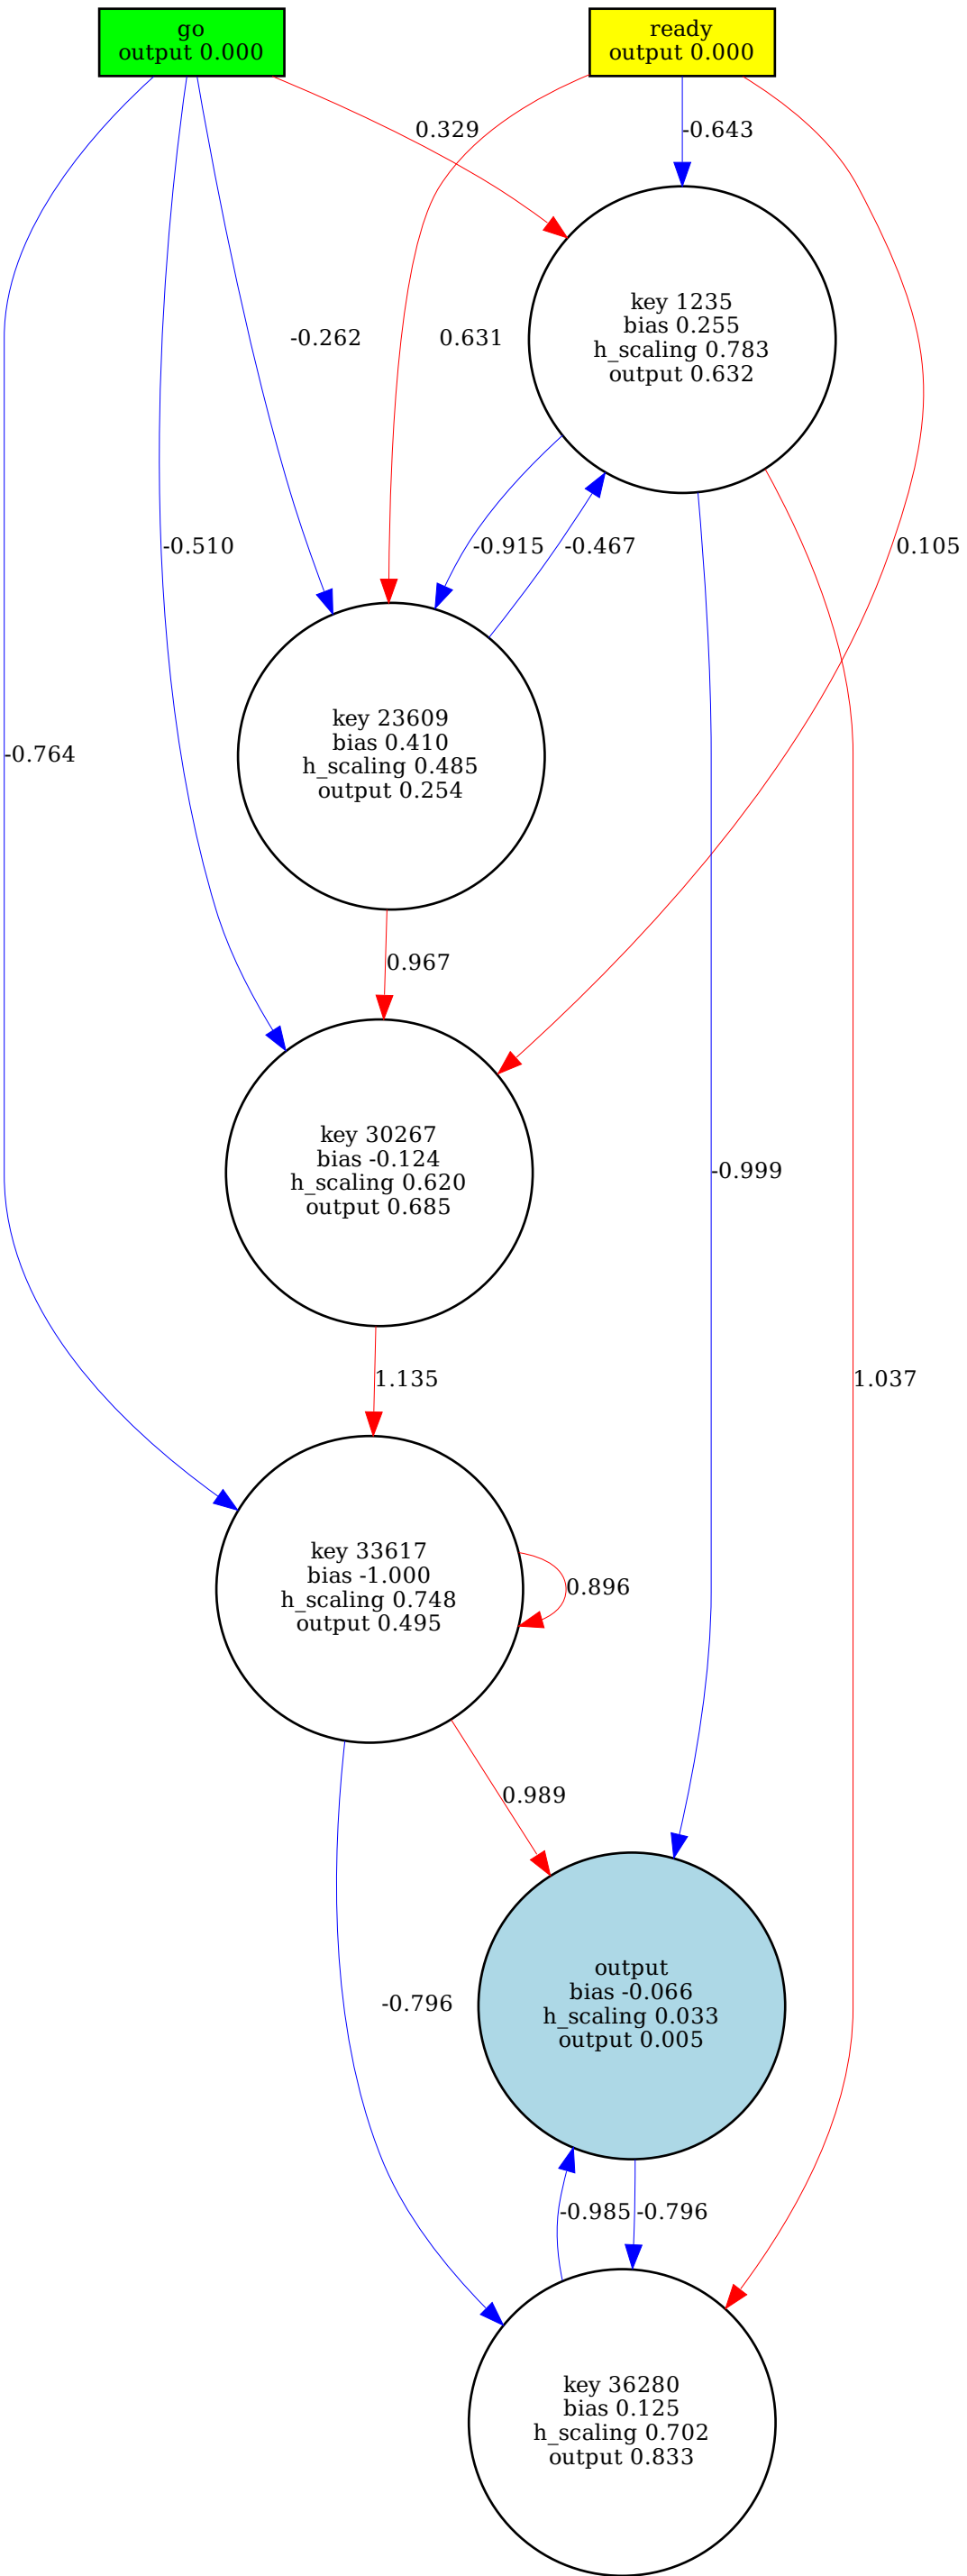 go
output 0.000
ready
output 0.000
0.329
-0.643
key 1235
bias 0.255
h_scaling 0.783
output 0.632
-0.262
0.631
-0.510
-0.915
-0.467
0.105
key 23609
bias 0.410
h_scaling 0.485
output 0.254
-0.764
0.967
key 30267
bias -0.124
h_scaling 0.620
output 0.685
-0.999
1.135
1.037
key 33617
bias -1.000
h_scaling 0.748
output 0.495
0.896
0.989
output
bias -0.066
h_scaling 0.033
output 0.005
-0.796
-0.985
-0.796
key 36280
bias 0.125
h_scaling 0.702
output 0.833